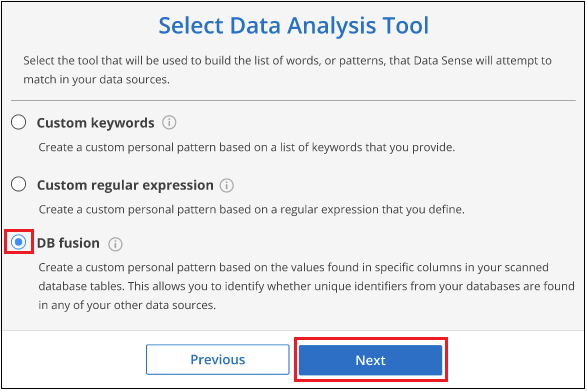 Select Data Analysis Tool
Select the tool that will be used to build the list of words, or patterns, that Data Sense will attempt to
match in your data sources.
Custom keywords
Create a custom personal pattern based on a list of keywords that you provide.
Custom regular expression
Create a custom personal pattern based on a regular expression that you define.
DB fusion
Create a custom personal pattern based on the values found in specific columns in your scanned
database tables. This allows you to identify whether unique identifiers from your databases are found
in any of your other data sources.
Previous
Next